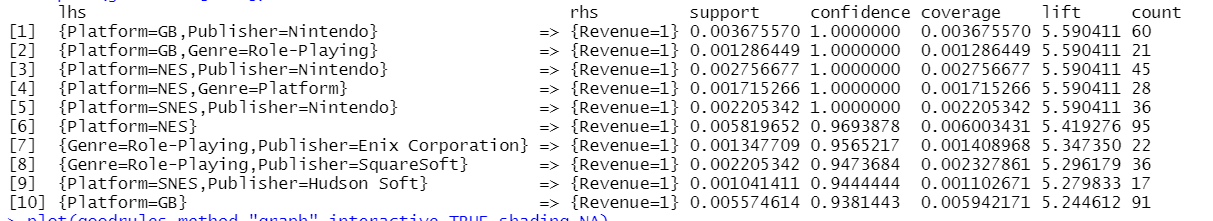 lhs rhs support confidence coverage lift count
[1] {Platform=GB,Publisher=Nintendo} => {Revenue=1} 0.003675570 1.0000000 0.003675570 5.590411 60
[2] {Platform=GB,Genre=Role-Playing} => {Revenue=1} 0.001286449 1.0000000 0.001286449 5.590411 21
[3] {Platform=NES,Publisher=Nintendo} => {Revenue=1} 0.002756677 1.0000000 0.002756677 5.590411 45
[4] {Platform=NES,Genre=Platform} => {Revenue=1} 0.001715266 1.0000000 0.001715266 5.590411 28
[5] {Platform=SNES,Publisher=Nintendo} => {Revenue=1} 0.002205342 1.0000000 0.002205342 5.590411 36
[6] {Platform=NES} => {Revenue=1} 0.005819652 0.9693878 0.006003431 5.419276 95
[7] {Genre=Role-Playing,Publisher=Enix Corporation} => {Revenue=1} 0.001347709 0.9565217 0.001408968 5.347350 22
[8] {Genre=Role-Playing,Publisher=SquareSoft} => {Revenue=1} 0.002205342 0.9473684 0.002327861 5.296179 36
[9] {Platform=SNES,Publisher=Hudson Soft} => {Revenue=1} 0.001041411 0.9444444 0.001102671 5.279833 17
[10] {Platform=GB} => {Revenue=1} 0.005574614 0.9381443 0.005942171 5.244612 91